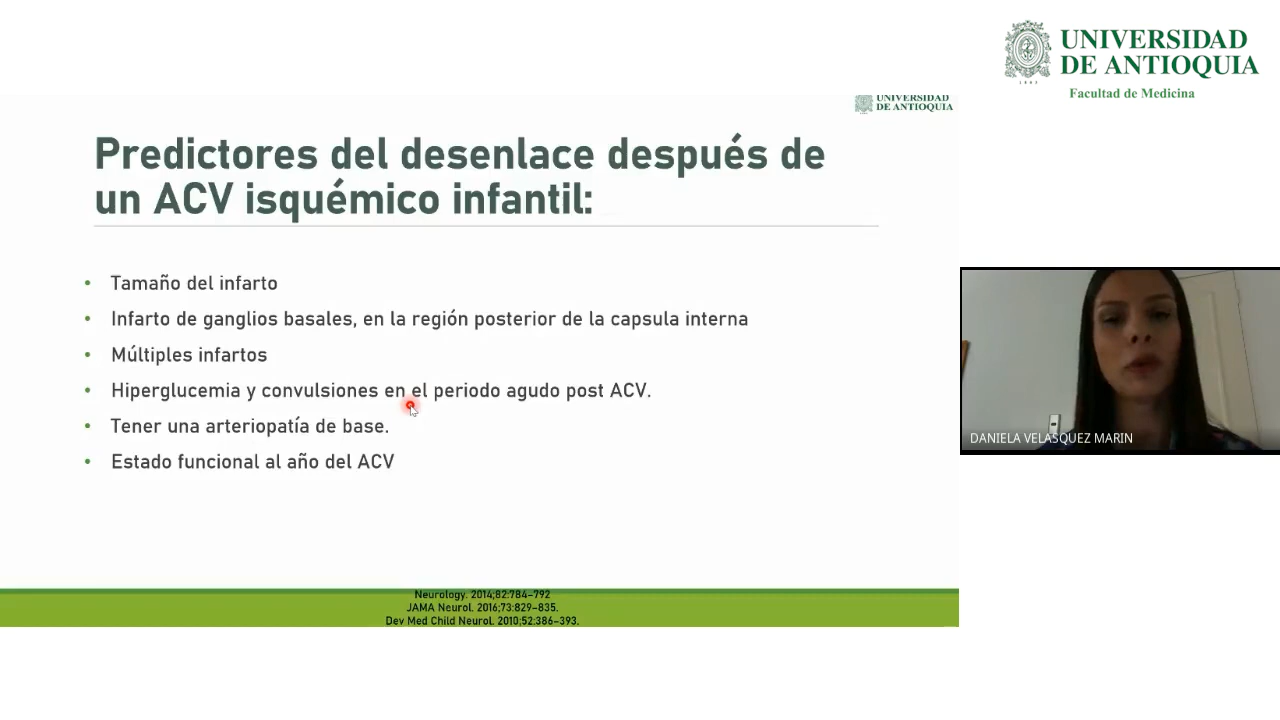 UNIVERSIDAD
DE ANTIOQUIA
1803
Facultad de Medicina
UNIVERSIDAD
DE ANTIOQUIA
Predictores del desenlace después de
un ACV isquémico infantil:
• Tamaño del infarto
• Infarto de ganglios basales, en la región posterior de la capsula interna
• Múltiples infartos
• Hiperglucemia y convulsiones en el periodo agudo post ACV.
• Tener una arteriopatía de base.
• Estado funcional al año del ACV
DANIELA VELASQUEZ MARIN
Neurology. 2014;82:784–792
JAMA Neurol. 2016;73:829–835.
Dev Med Child Neurol. 2010;52:386–393.